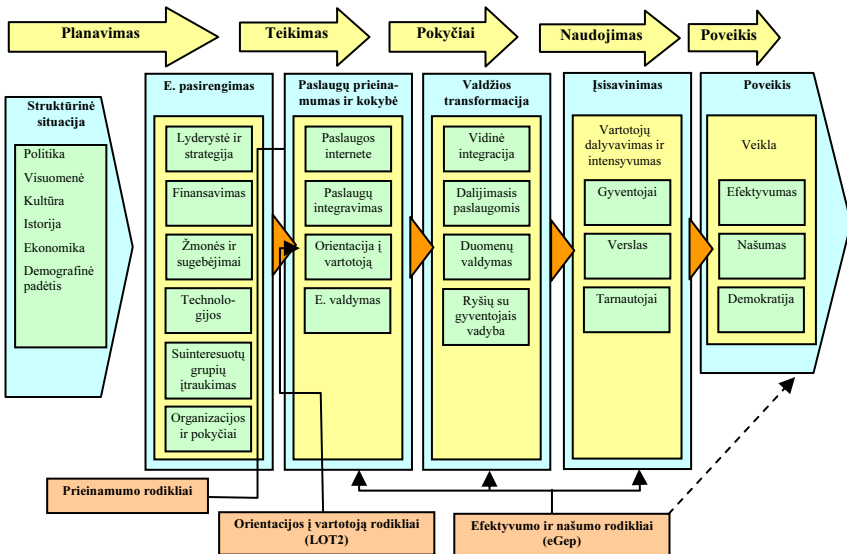 Planavimas
Teikimas
Pokyčiai
Naudojimas
Poveikis
Struktūrinė
situacija
Politika
Visuomenė
Kultūra
Istorija
Ekonomika
Demografinė
padėtis
E. pasirengimas
Lyderystė ir
strategija
Finansavimas
Žmonės ir
sugebėjimai
Technolo-
gijos
Suinteresuotų
grupių
įtraukimas
Organizacijos
ir pokyčiai
Paslaugų prieina-
mumas ir kokybė
Paslaugos
internete
Paslaugų
integravimas
Orientacija į
vartotoją
E. valdymas
Valdžios
transformacija
Vidinė
integracija
Dalijimasis
paslaugomis
Duomenų
valdymas
Ryšių su
gyventojais
vadyba
Įsisavinimas
Vartotojų
dalyvavimas ir
intensyvumas
Gyventojai
Verslas
Tarnautojai
Poveikis
Veikla
Efektyvumas
Našumas
Demokratija
Prieinamumo rodikliai
Orientacijos į vartotoją rodikliai
(LOT2)
Efektyvumo ir našumo rodikliai
(eGep)